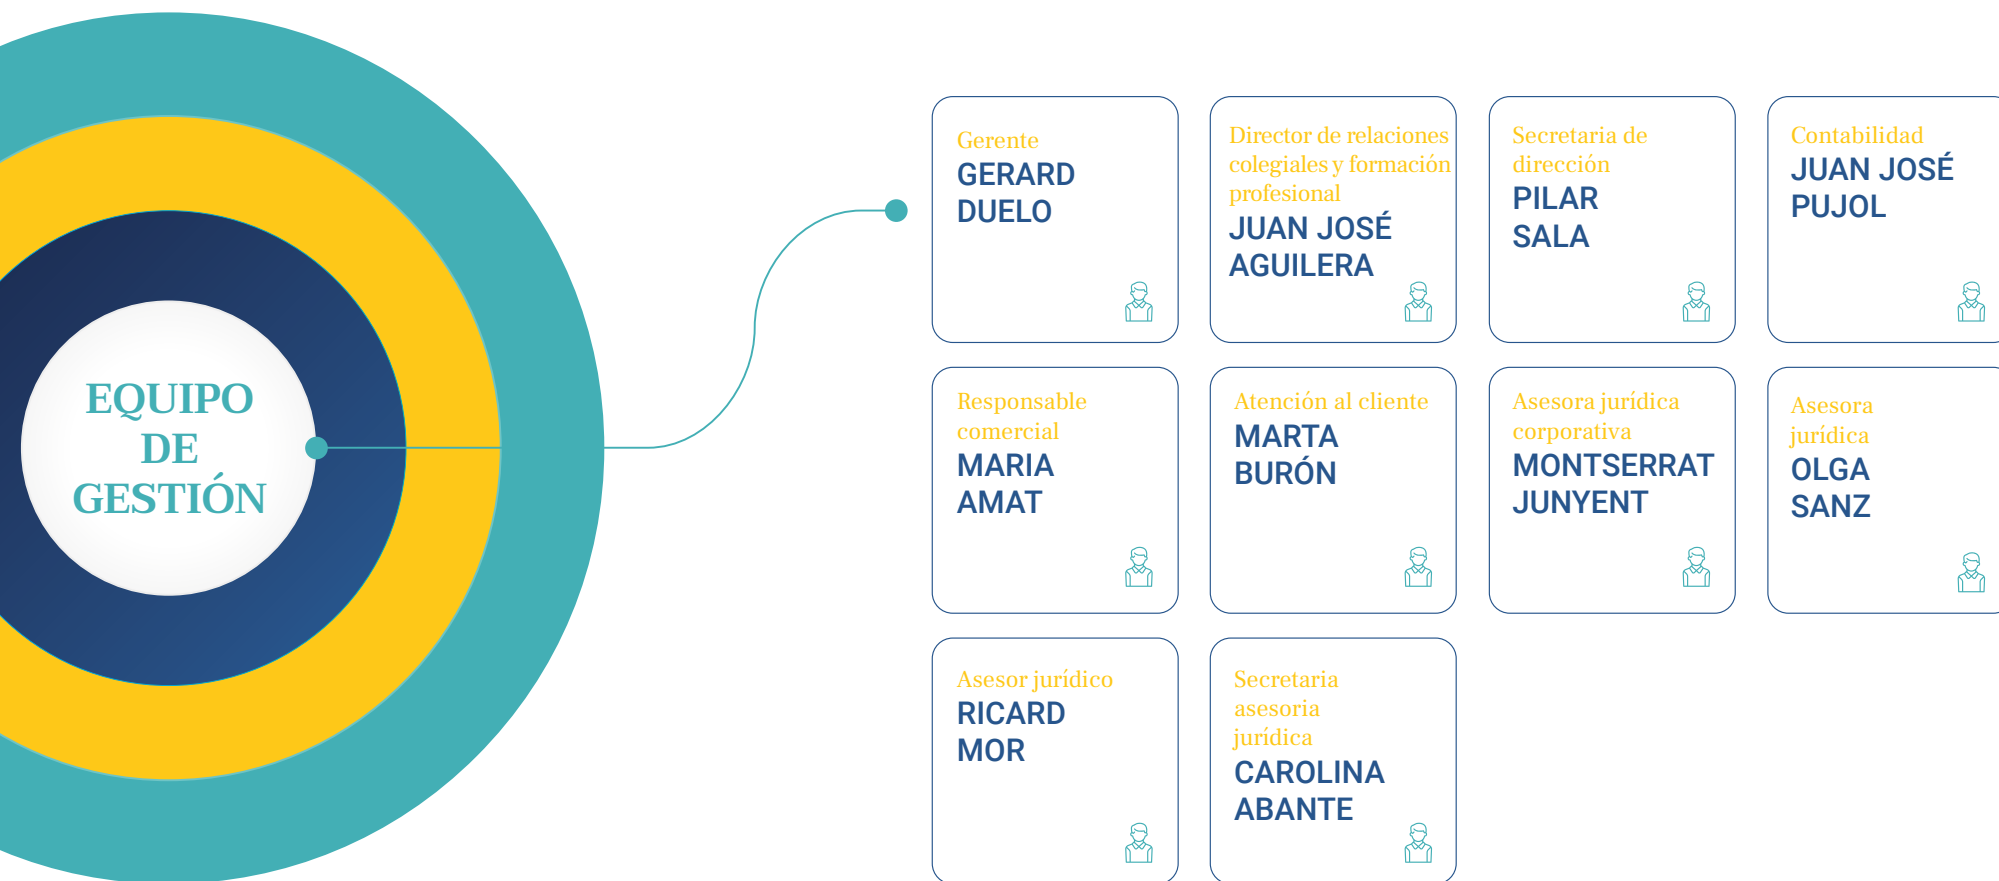 EQUIPO
DE
GESTIÓN
Gerente
GERARD
DUELO
Director de relaciones
colegiales y formación
profesional
JUAN JOSÉ
AGUILERA
Secretaria de
dirección
PILAR
SALA
Contabilidad
JUAN JOSÉ
PUJOL
Responsable
comercial
MARIA
AMAT
Atención al cliente
MARTA
BURÓN
Asesora jurídica
corporativa
MONTSERRAT
JUNYENT
Asesora
jurídica
OLGA
SANZ
Asesor jurídico
RICARD
MOR
Secretaria
asesoria
jurídica
CAROLINA
ABANTE